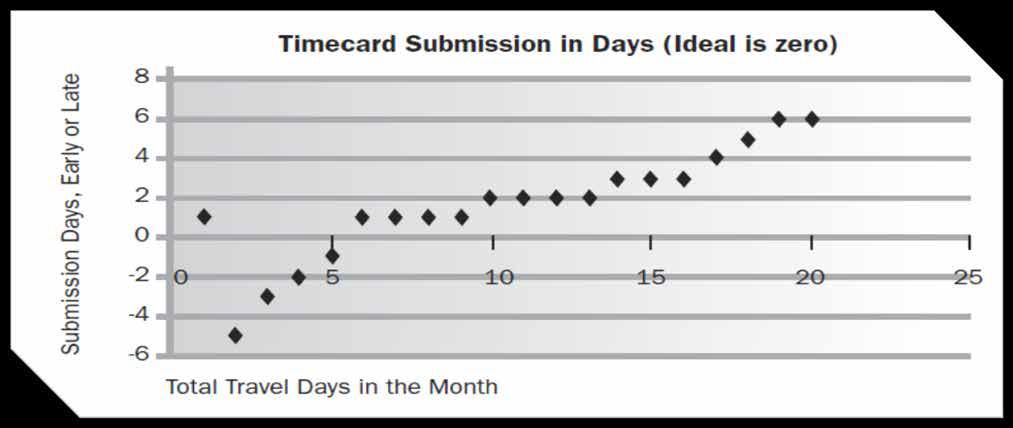 Timecard Submission in Days (Ideal is zero)
Submission Days, Early or Late
8
6
4
2
0
-2
-4
-6
0 5 10 15 20 25
Total Travel Days in the Month